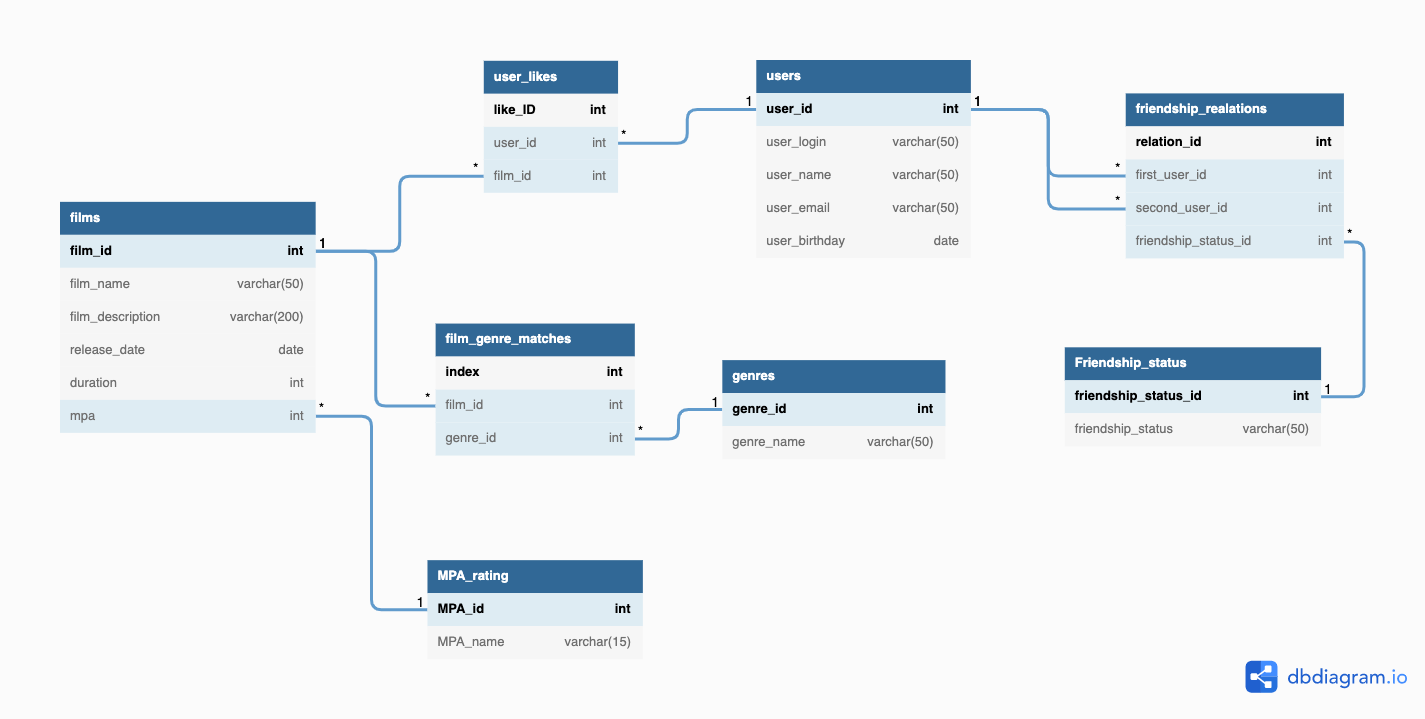 user_likes
like_ID int
user_id int *
* film_id int
users
1 user_id int 1
user_login varchar(50)
user_name varchar(50)
user_email varchar(50)
user_birthday date
friendship_realations
relation_id int
* first_user_id int
* second_user_id int
friendship_status_id int *
films
film_id int 1
film_name varchar(50)
film_description varchar(200)
release_date date
duration int
mpa int *
film_genre_matches
index int
* film_id int
genre_id int *
genres
1 genre_id int
genre_name varchar(50)
Friendship_status
friendship_status_id int 1
friendship_status varchar(50)
MPA_rating
1 MPA_id int
MPA_name varchar(15)
dbdiagram.io